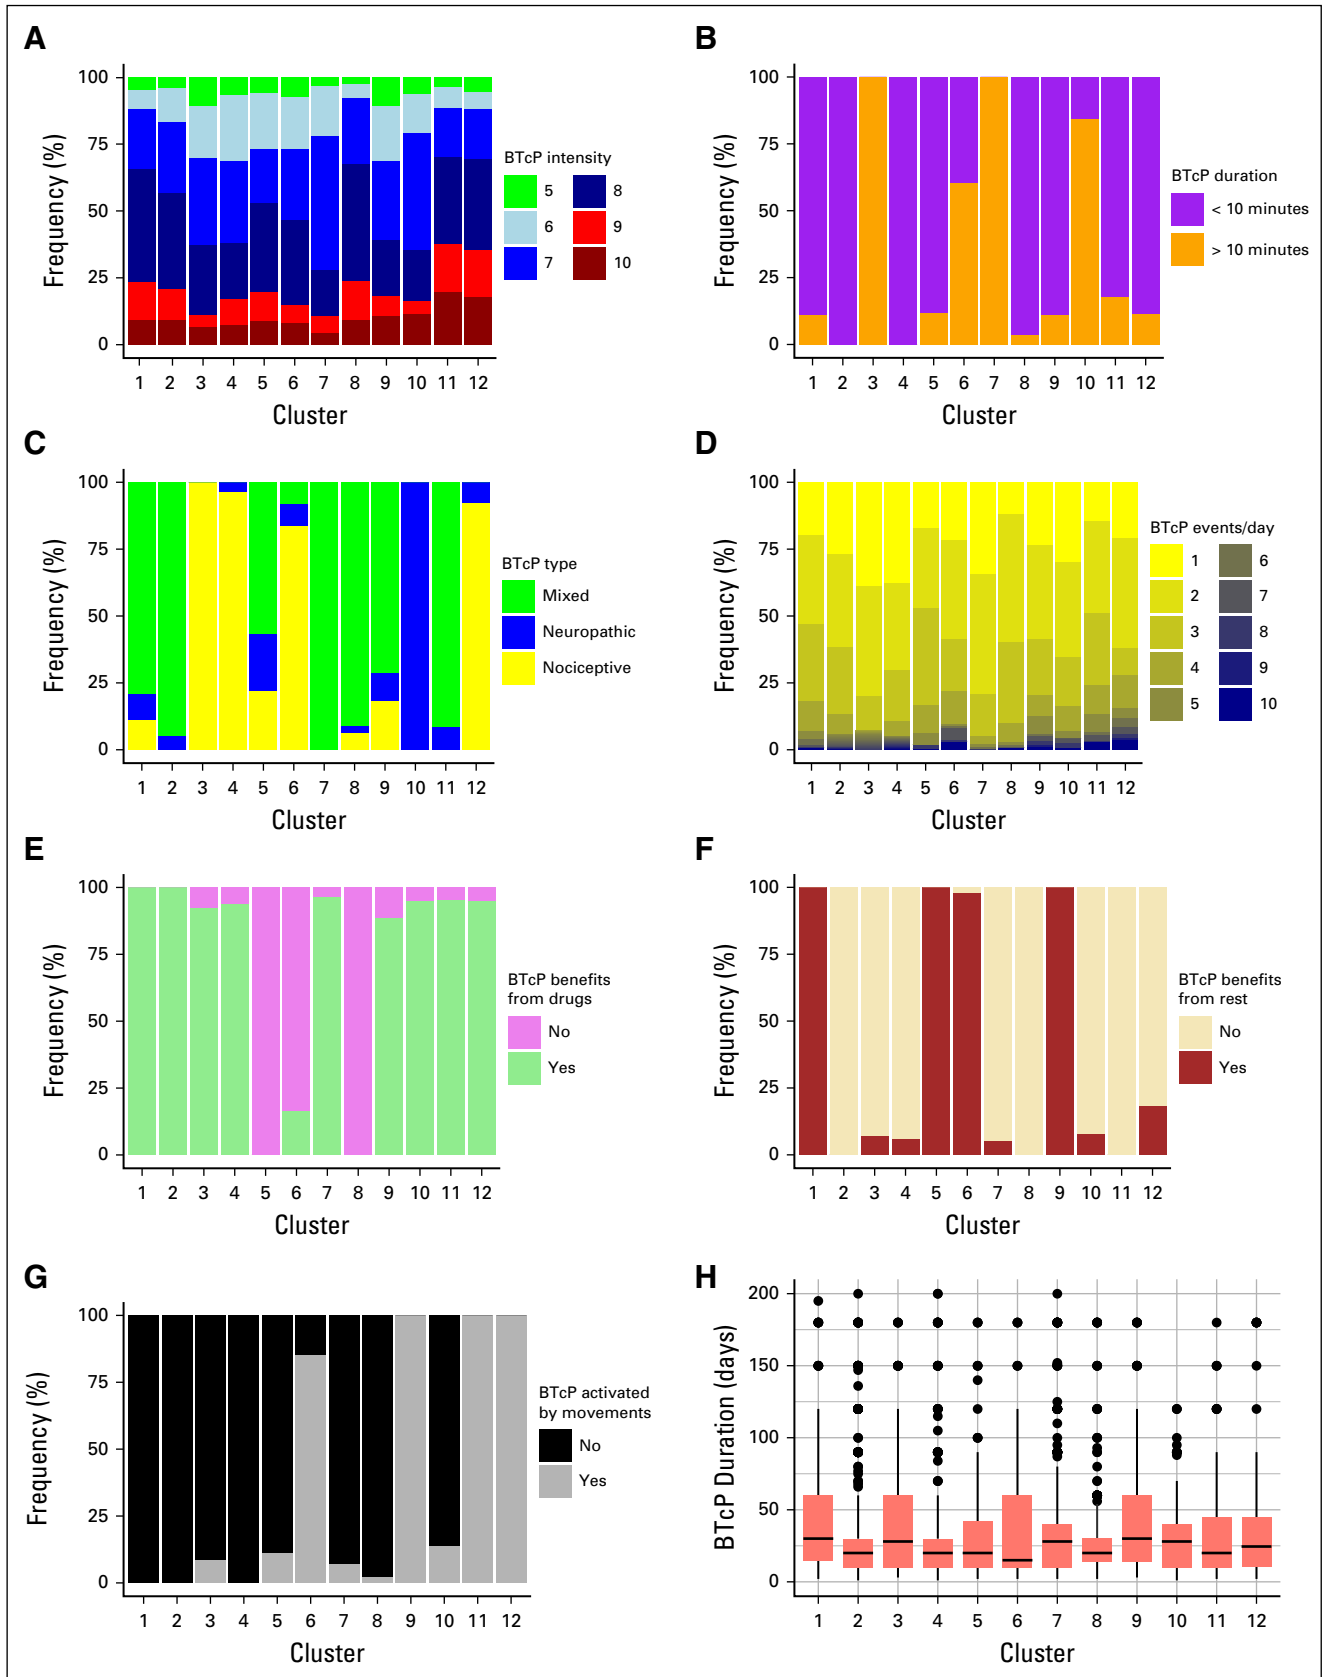 A
100
75
50
25
0
Frequency (%)
1 2 3 4 5 6 7 8 9 10 11 12
Cluster
BTcP intensity
5 8
6 9
7 10
B
100
75
50
25
0
Frequency (%)
1 2 3 4 5 6 7 8 9 10 11 12
Cluster
BTcP duration
< 10 minutes
> 10 minutes
C
100
75
50
25
0
Frequency (%)
1 2 3 4 5 6 7 8 9 10 11 12
Cluster
BTcP type
Mixed
Neuropathic
Nociceptive
D
100
75
50
25
0
Frequency (%)
1 2 3 4 5 6 7 8 9 10 11 12
Cluster
BTcP events/day
1 6
2 7
3 8
4 9
5 10
E
100
75
50
25
0
Frequency (%)
1 2 3 4 5 6 7 8 9 10 11 12
Cluster
BTcP benefits
from drugs
No
Yes
F
100
75
50
25
0
Frequency (%)
1 2 3 4 5 6 7 8 9 10 11 12
Cluster
BTcP benefits
from rest
No
Yes
G
100
75
50
25
0
Frequency (%)
1 2 3 4 5 6 7 8 9 10 11 12
Cluster
BTcP activated
by movements
No
Yes
H
200
150
100
50
0
BTcP Duration (days)
1 2 3 4 5 6 7 8 9 10 11 12
Cluster